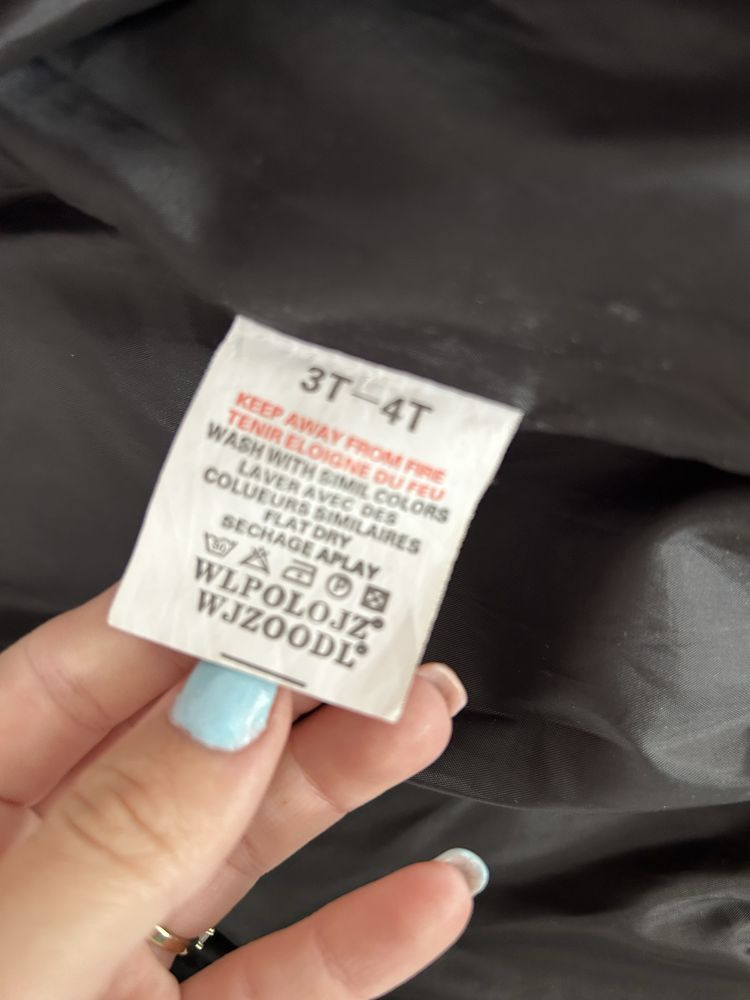 3T-4T
KEEP AWAY FROM FIRE
TENIR ELOIGNE DU FEU
WASH WITH SIMIL COLORS
LAVER AVEC DES
COLUEURS SIMILAIRES
FLAT DRY
SECHAGE APLAY
30 P
WLPOLOJZ®
WJZOODL®